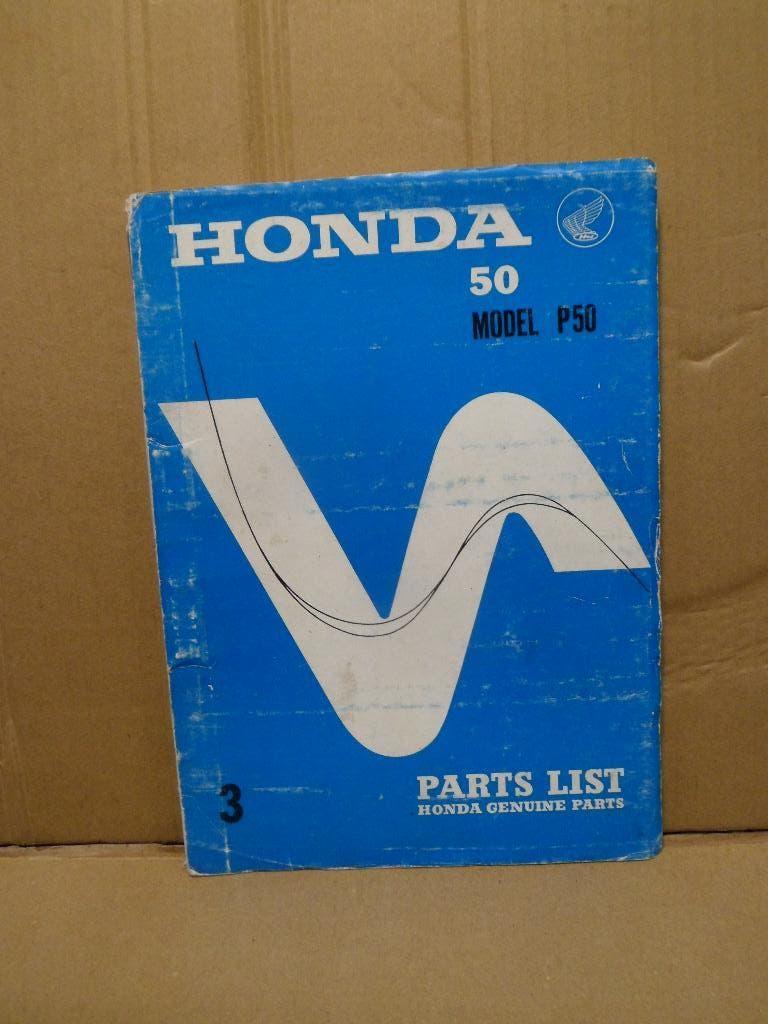 HONDA
50
MODEL P50
3
PARTS LIST
HONDA GENUINE PARTS